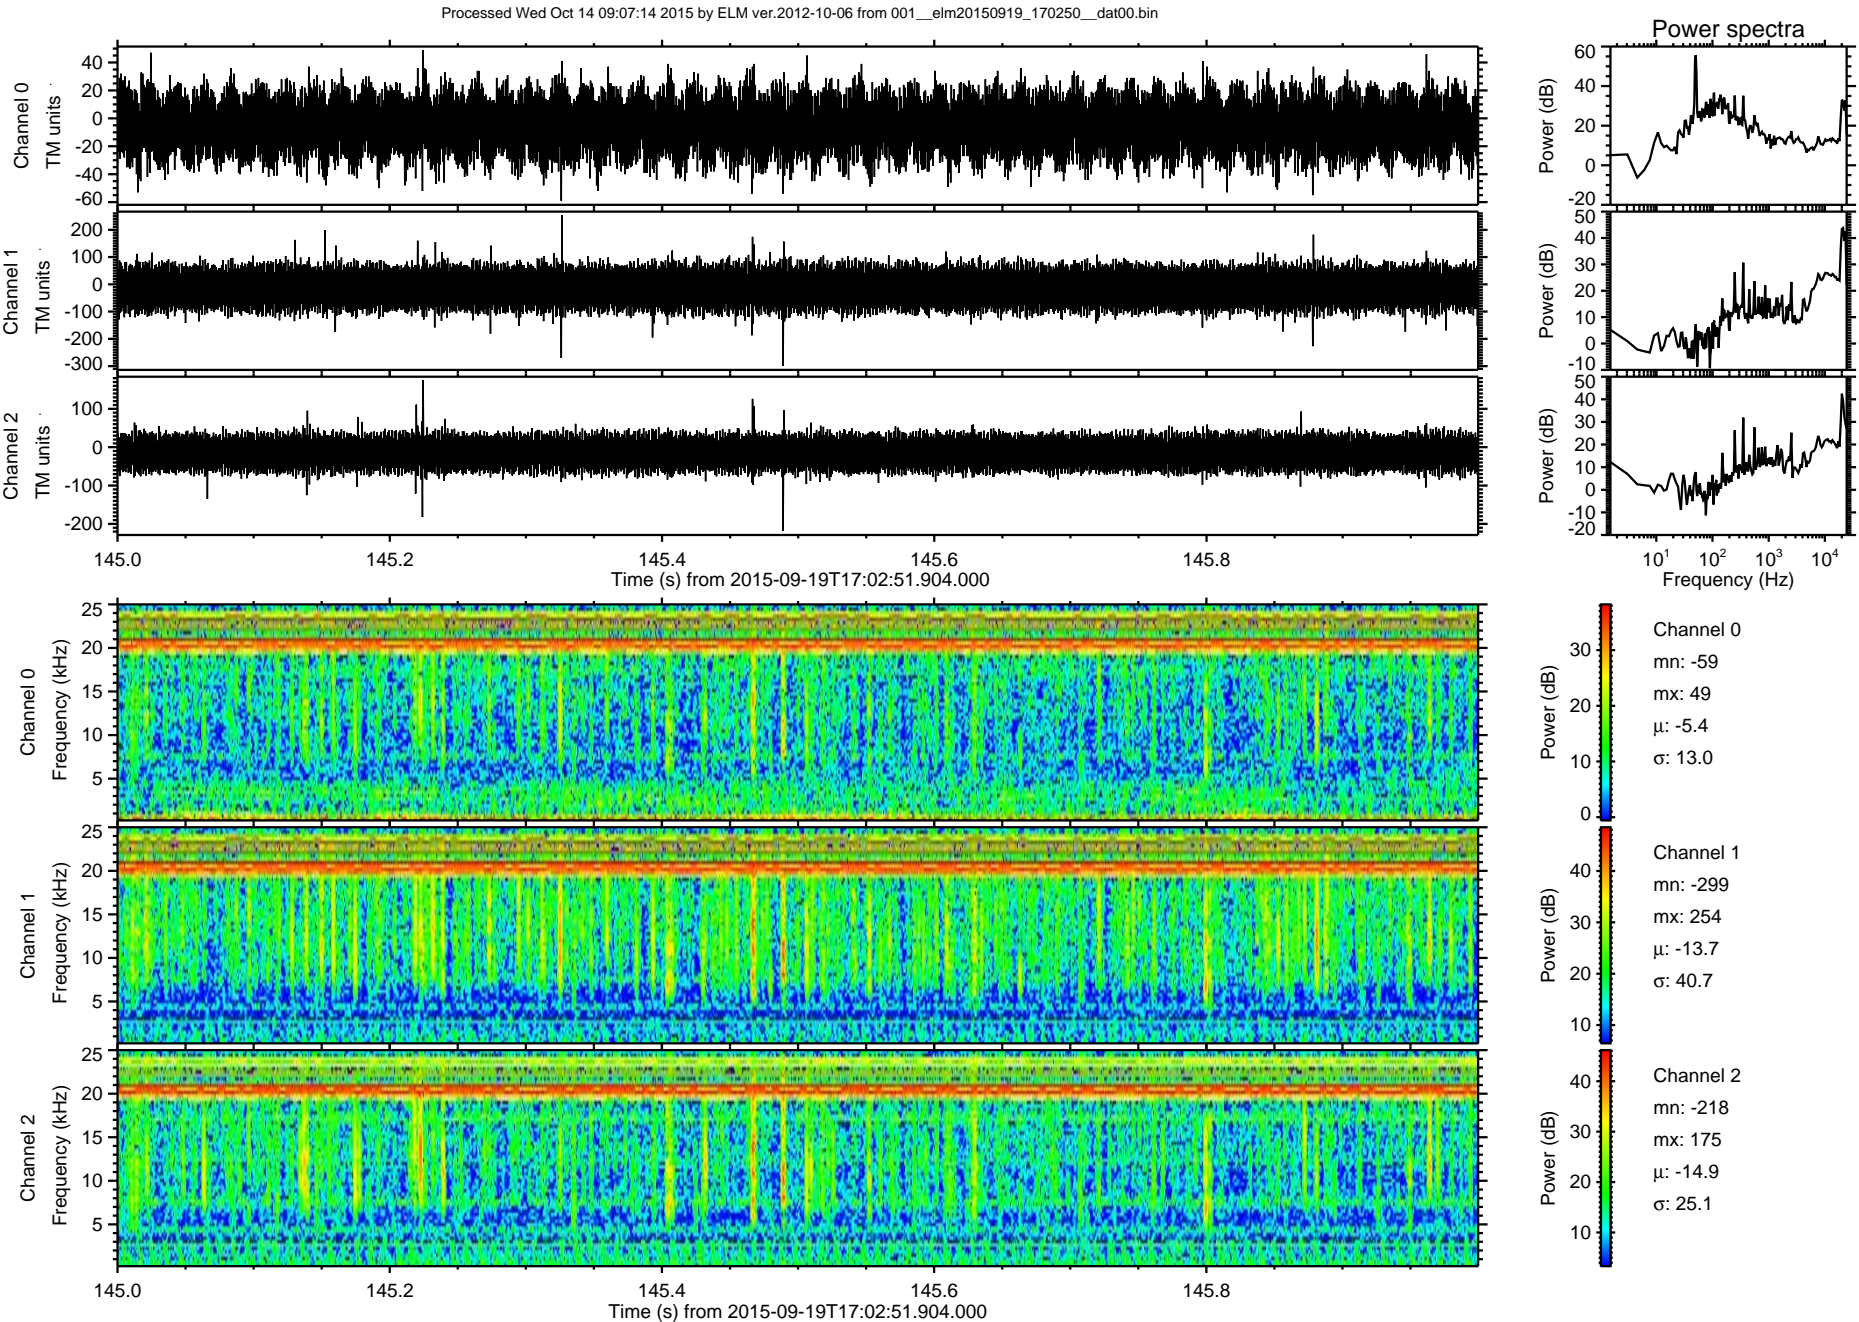 Processed Wed Oct 14 09:07:14 2015 by ELM ver.2012-10-06 from 001__elm20150919_170250__dat00.bin
Power spectra
Channel 0
TM units
40
20
0
-20
-40
-60
Power (dB)
60
40
20
0
-20
Channel 1
TM units
200
100
0
-100
-200
-300
Power (dB)
50
40
30
20
10
0
-10
Channel 2
TM units
100
0
-100
-200
Power (dB)
50
40
30
20
10
0
-10
-20
145.0 145.2 145.4 145.6 145.8
Time (s) from 2015-09-19T17:02:51.904.000
10¹ 10² 10³ 10⁴
Frequency (Hz)
Channel 0
Frequency (kHz)
25
20
15
10
5
Power (dB)
30
20
10
0
Channel 0
mn: -59
mx: 49
μ: -5.4
σ: 13.0
Channel 1
Frequency (kHz)
25
20
15
10
5
Power (dB)
40
30
20
10
Channel 1
mn: -299
mx: 254
μ: -13.7
σ: 40.7
Channel 2
Frequency (kHz)
25
20
15
10
5
Power (dB)
40
30
20
10
Channel 2
mn: -218
mx: 175
μ: -14.9
σ: 25.1
145.0 145.2 145.4 145.6 145.8
Time (s) from 2015-09-19T17:02:51.904.000